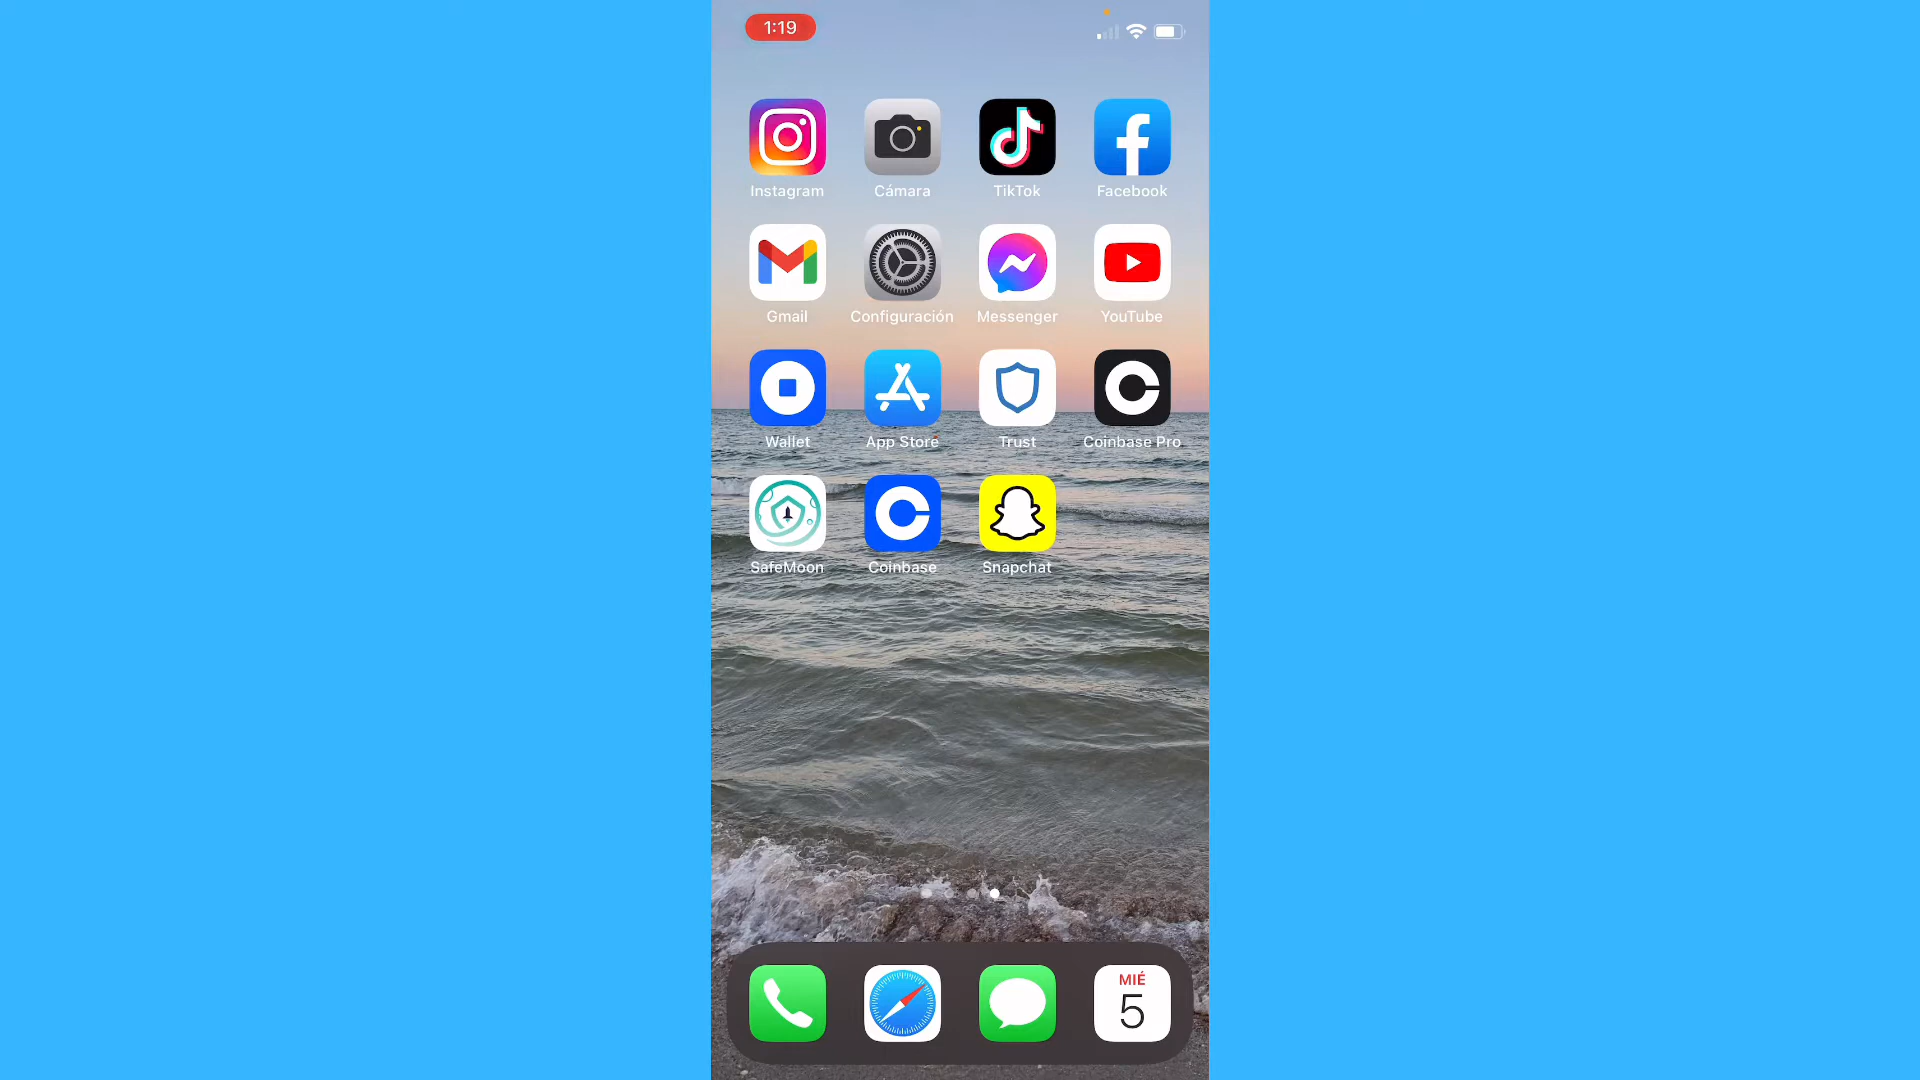 1:19
Instagram
Cámara
TikTok
Facebook
Gmail
Configuración
Messenger
YouTube
Wallet
App Store
Trust
Coinbase Pro
SafeMoon
Coinbase
Snapchat
MIÉ
5